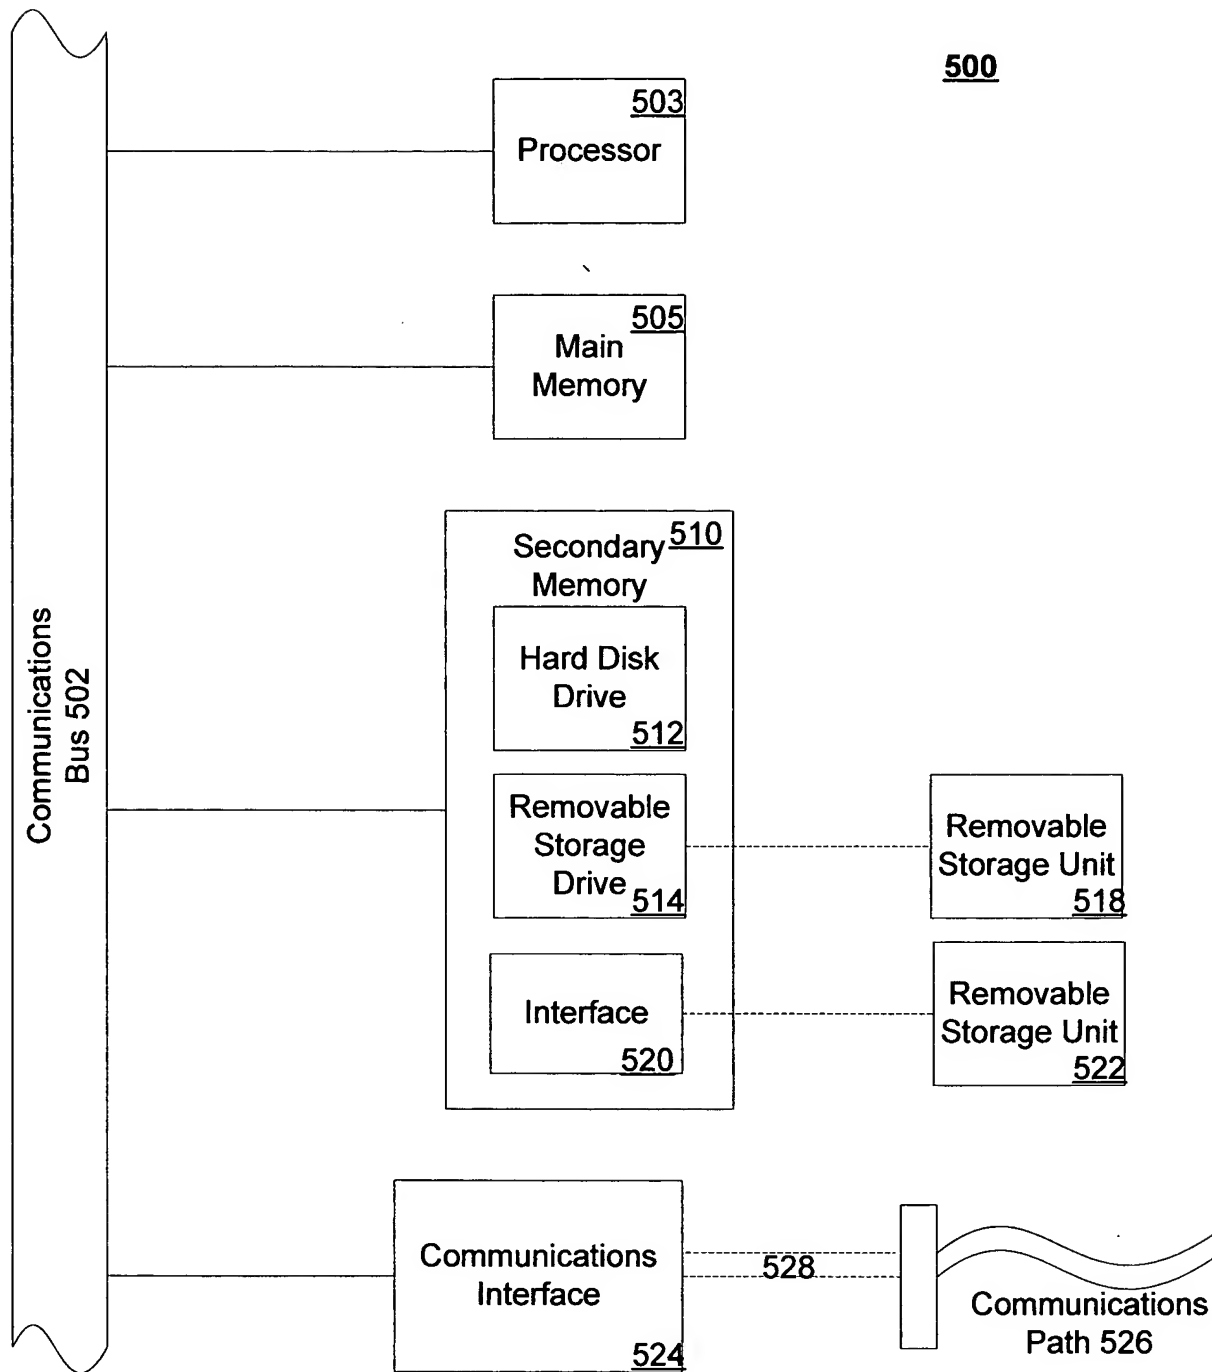 500
503
Processor
505
Main
Memory
510
Secondary
Memory
Hard Disk
Drive
512
Removable
Storage
Drive
514
Removable
Storage Unit
518
Interface
520
Removable
Storage Unit
522
Communications
Bus 502
Communications
Interface
524
528
Communications
Path 526